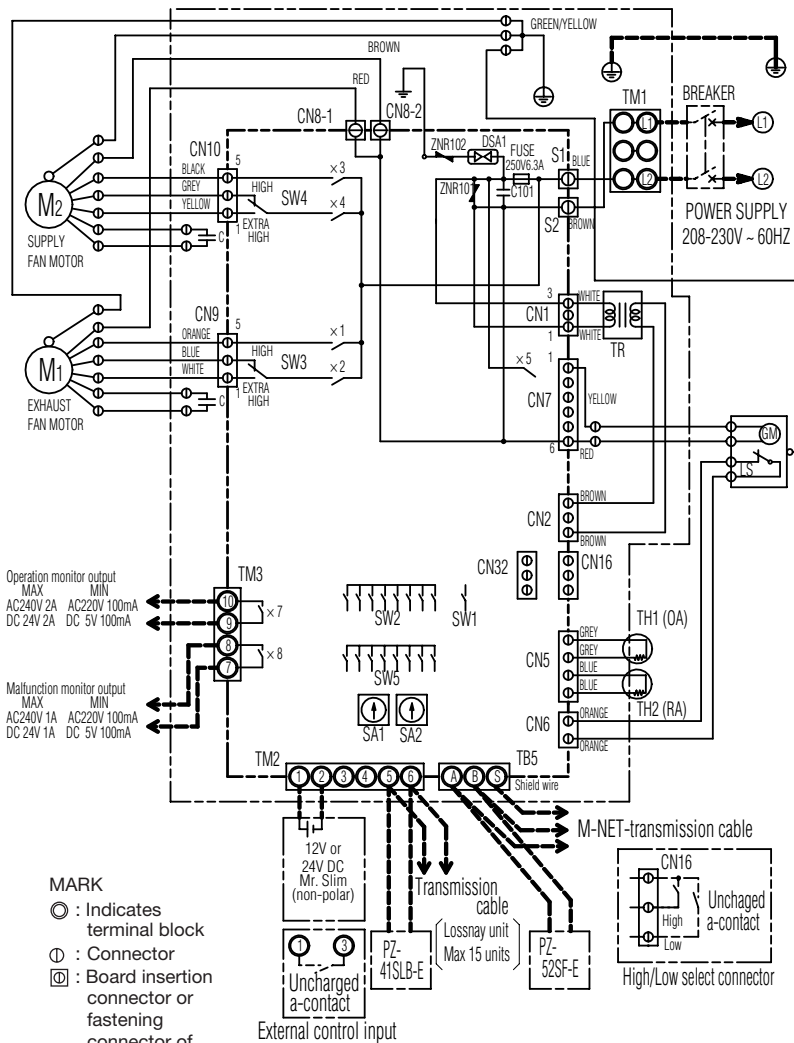 GREEN/YELLOW
BROWN
RED
CN8-1
CN8-2
TM1
BREAKER
L1
L1
L2
L2
POWER SUPPLY
208-230V ~ 60HZ
ZNR102
DSA1
FUSE
250V6.3A
S1
BLUE
ZNR101
C101
S2
BROWN
CN10
5
BLACK
GREY
YELLOW
HIGH
SW4
EXTRA
HIGH
1
×3
×4
M2
SUPPLY
FAN MOTOR
C
CN9
5
ORANGE
BLUE
WHITE
HIGH
SW3
EXTRA
HIGH
1
×1
×2
M1
EXHAUST
FAN MOTOR
C
3
WHITE
CN1
1
WHITE
TR
×5
1
CN7
YELLOW
6
RED
GM
LS
BROWN
CN2
BROWN
CN32
CN16
TM3
10
9
8
7
×7
×8
Operation monitor output
MAX MIN
AC240V 2A AC220V 100mA
DC 24V 2A DC 5V 100mA
Malfunction monitor output
MAX MIN
AC240V 1A AC220V 100mA
DC 24V 1A DC 5V 100mA
SW2
SW1
SW5
SA1
SA2
GREY
GREY
CN5
BLUE
BLUE
TH1 (OA)
TH2 (RA)
CN6
ORANGE
ORANGE
TM2
1 2 3 4 5 6
TB5
A B S
Shield wire
M-NET-transmission cable
12V or
24V DC
Mr. Slim
(non-polar)
Transmission
cable
Lossnay unit
Max 15 units
PZ-
41SLB-E
PZ-
52SF-E
1 3
Uncharged
a-contact
External control input
CN16
High
Low
Unchaged
a-contact
High/Low select connector
MARK
: Indicates
terminal block
: Connector
: Board insertion
connector or
fastening
connector of